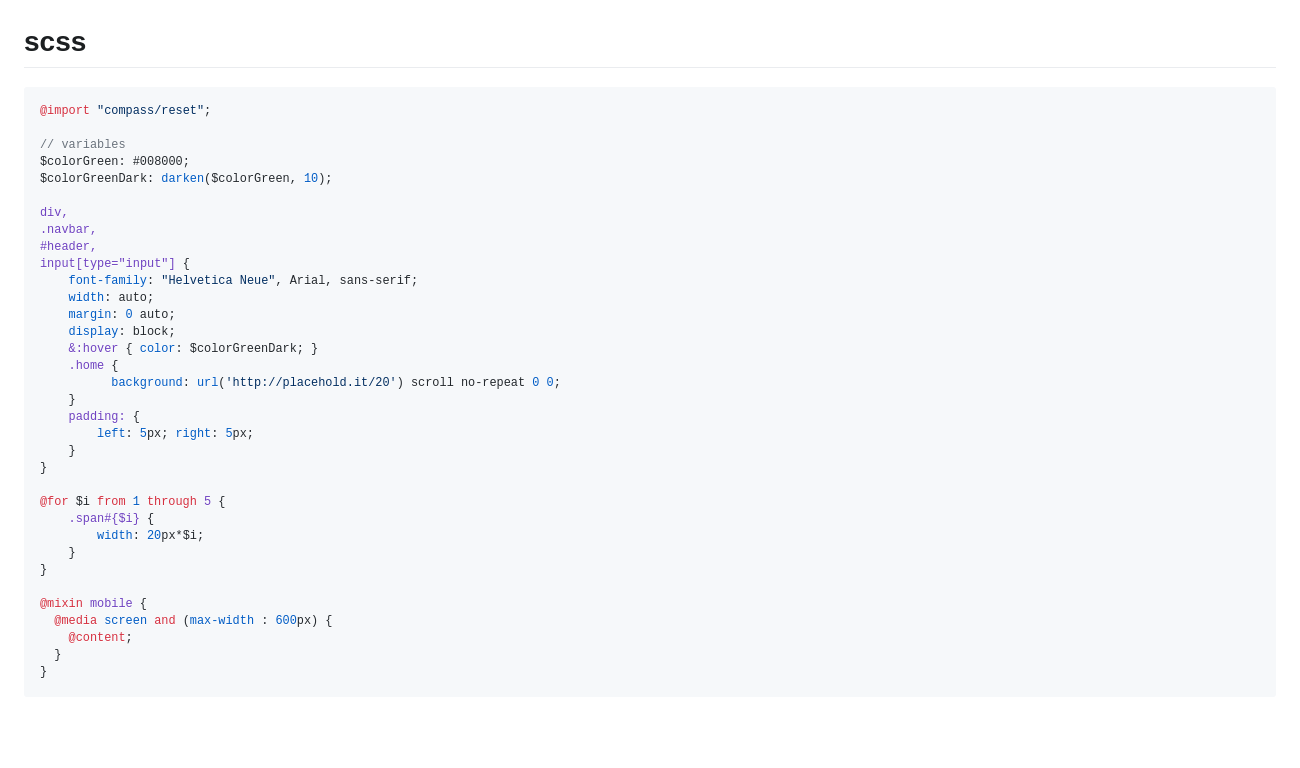 scss
@import "compass/reset";
// variables
$colorGreen: #008000;
$colorGreenDark: darken($colorGreen, 10);
div,
.navbar,
#header,
input[type="input"] {
    font-family: "Helvetica Neue", Arial, sans-serif;
    width: auto;
    margin: 0 auto;
    display: block;
    &:hover { color: $colorGreenDark; }
    .home {
          background: url('http://placehold.it/20') scroll no-repeat 0 0;
    }
    padding: {
        left: 5px; right: 5px;
    }
}
@for $i from 1 through 5 {
    .span#{$i} {
        width: 20px*$i;
    }
}
@mixin mobile {
  @media screen and (max-width : 600px) {
    @content;
  }
}